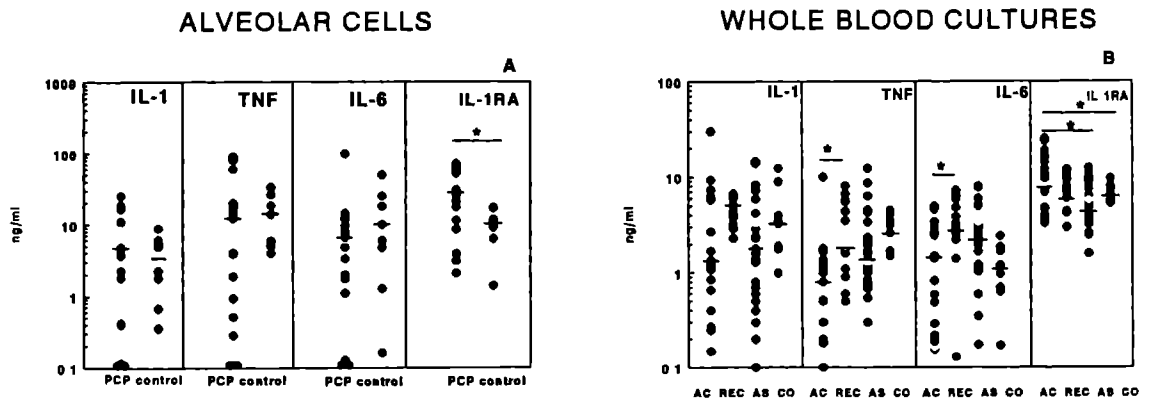 ALVEOLAR CELLS
WHOLE BLOOD CULTURES
A
B
1000
100
10
1
0 1
ng/ml
IL-1
TNF
IL-6
IL-1RA
*
PCP control
PCP control
PCP control
PCP control
100
10
1
0 1
ng/ml
IL-1
TNF
IL-6
IL 1RA
*
*
*
*
AC REC AS CO
AC REC AS CO
AC REC AS CO
AC REC AS CO